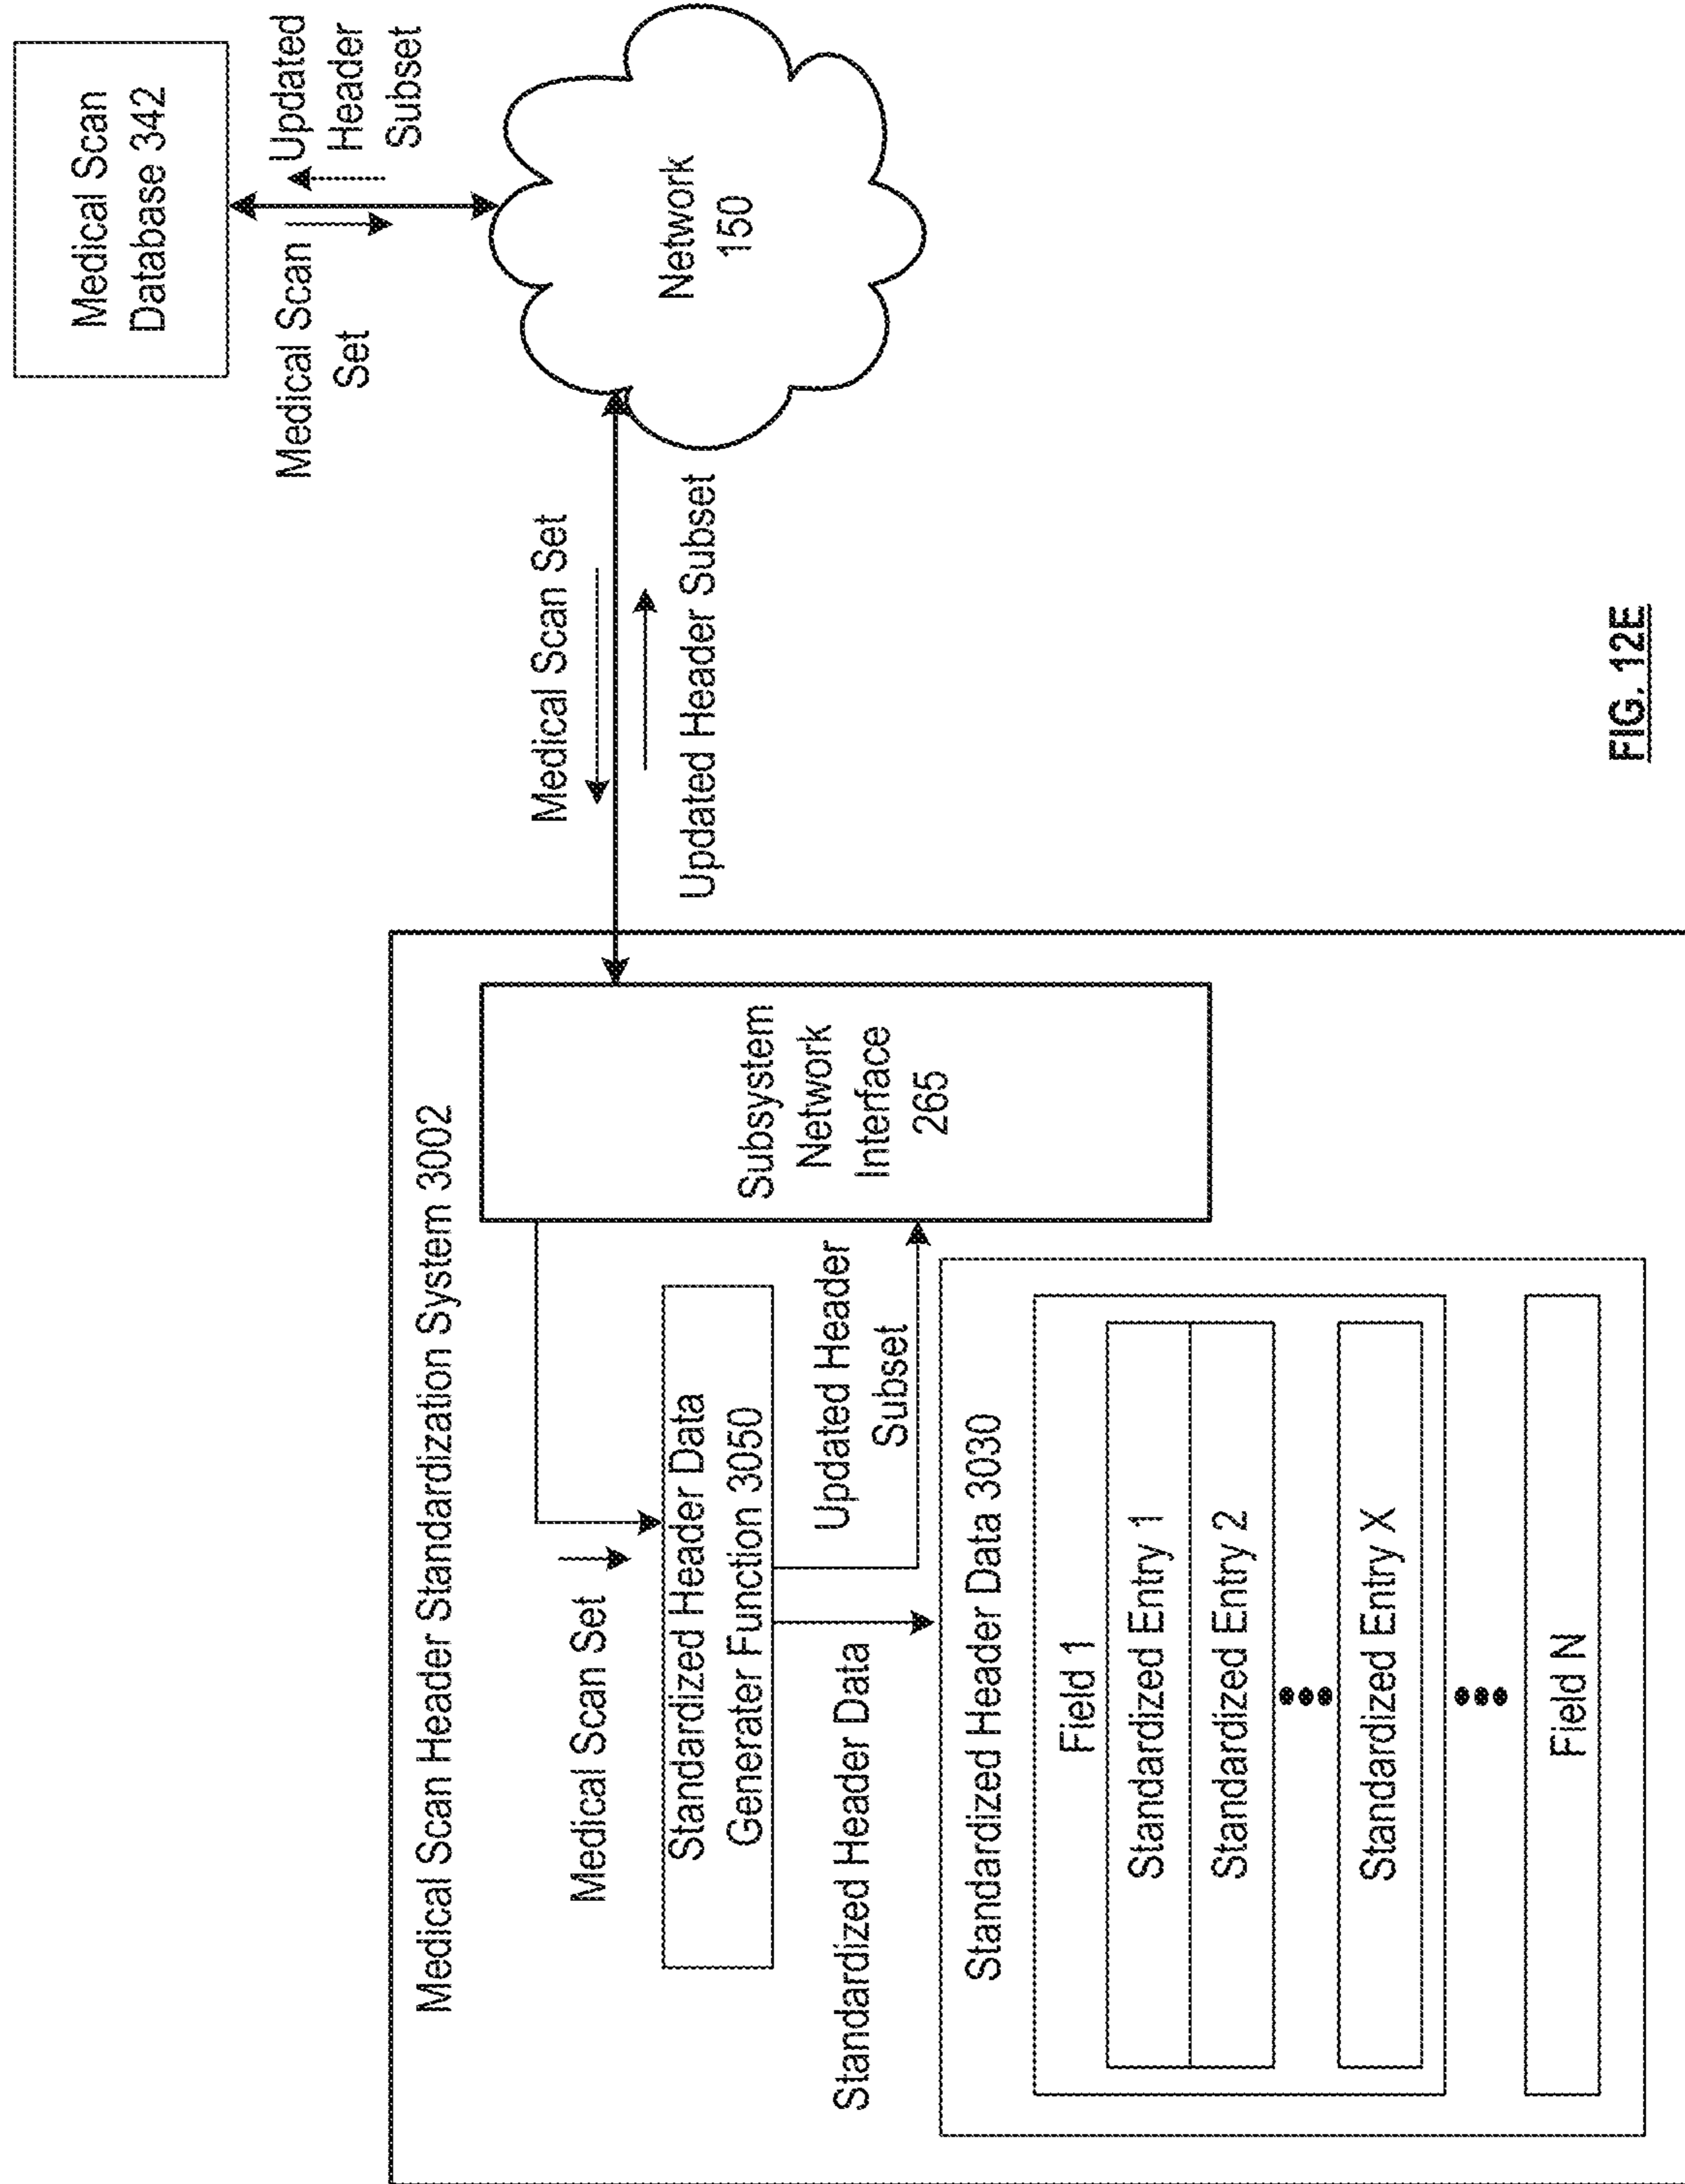 Medical Scan Header Standardization System 3002
Medical Scan Set
Standardized Header Data
Generater Function 3050
Standardized Header Data
Updated Header
Subset
Subsystem
Network
Interface
265
Standardized Header Data 3030
Field 1
Standardized Entry 1
Standardized Entry 2
Standardized Entry X
Field N
Medical Scan Set
Updated Header Subset
Medical Scan
Database 342
Medical Scan
Set
Updated
Header
Subset
Network
150
FIG. 12E